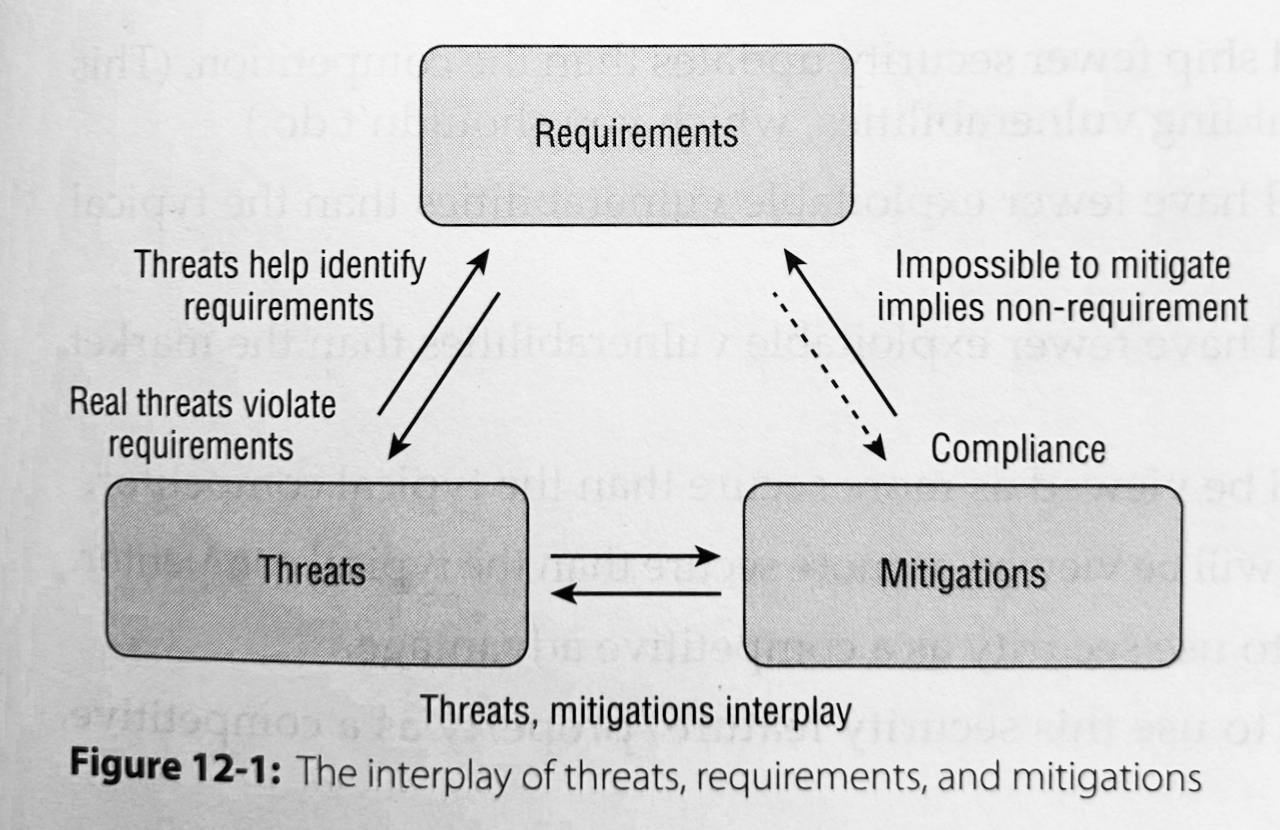 Requirements
Threats help identify
requirements
Impossible to mitigate
implies non-requirement
Real threats violate
requirements
Compliance
Threats
Mitigations
Threats, mitigations interplay
Figure 12-1: The interplay of threats, requirements, and mitigations